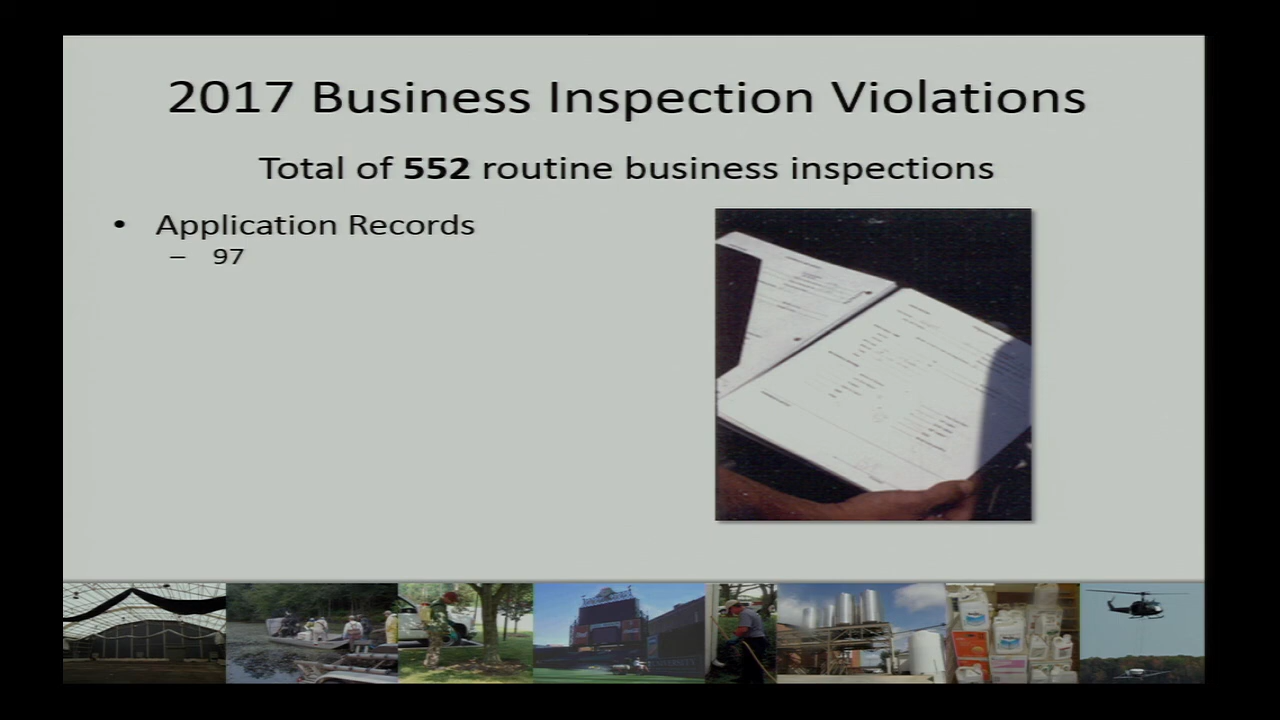 2017 Business Inspection Violations
Total of 552 routine business inspections
• Application Records
– 97